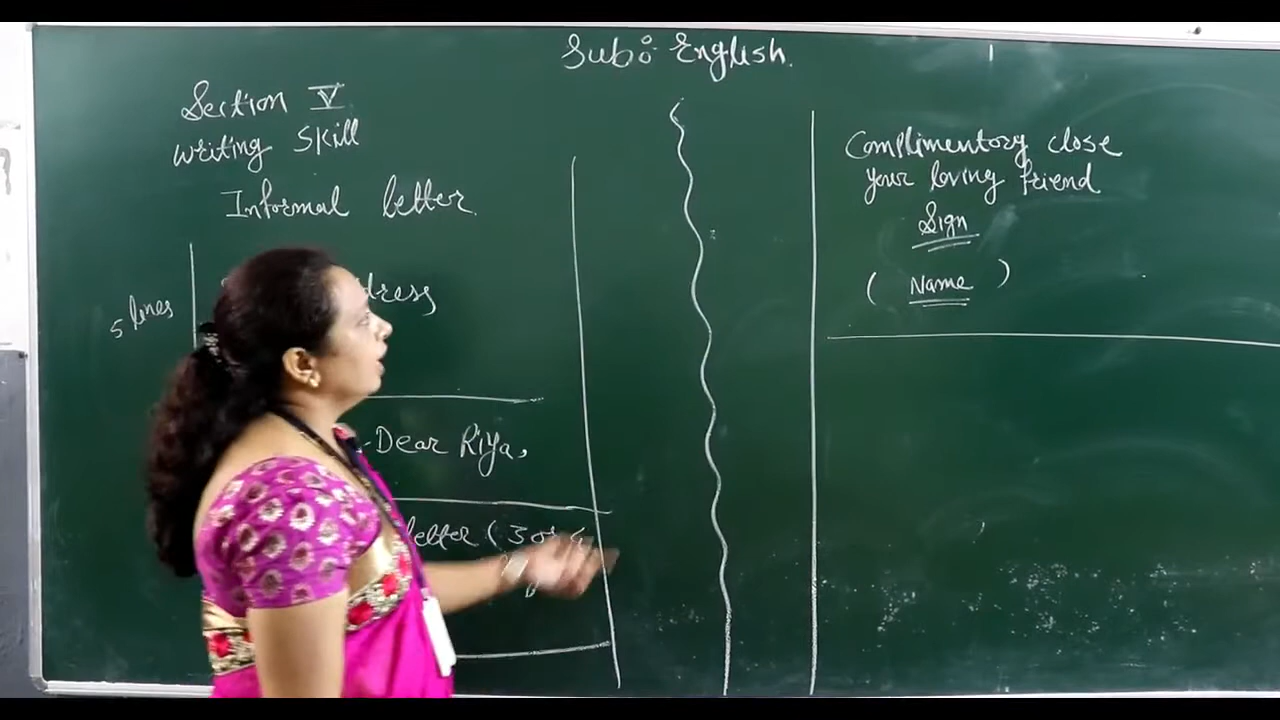 Sub: English.
Section V
writing Skill
Informal letter.
5 lines
Dear Riya,
letter ( 3 or 4
Complimentory close
your loving friend
Sign
( Name )